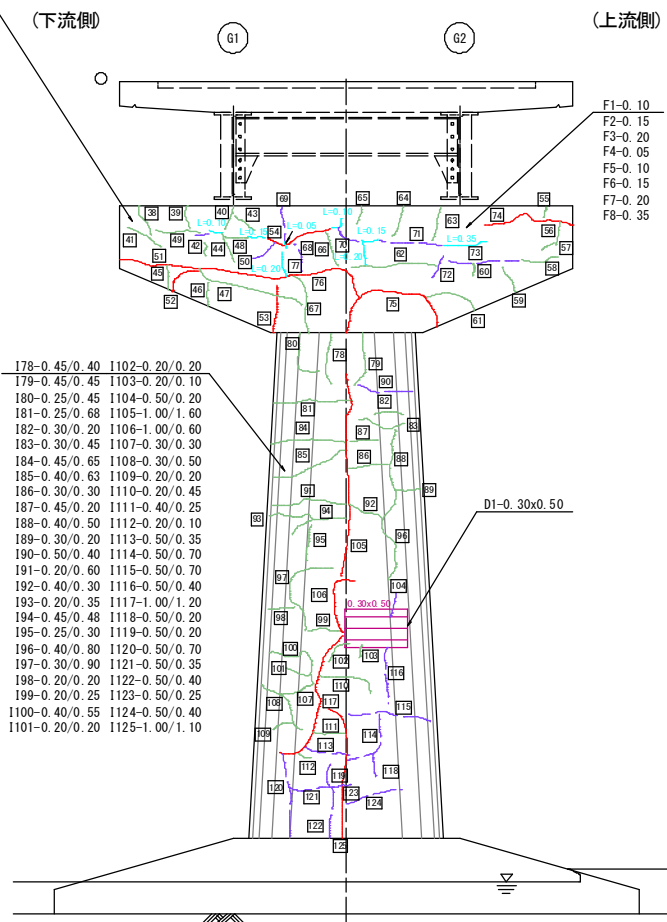 (下流側)
G1
G2
(上流側)
F1-0.10
F2-0.15
F3-0.20
F4-0.05
F5-0.10
F6-0.15
F7-0.20
F8-0.35
69
65
64
55
38
39
40
43
63
74
L=0.10
L=0.10
41
49
42
44
48
L=0.15
54
L=0.05
68
66
70
L=0.15
71
L=0.35
56
57
51
50
77
62
73
45
L=0.20
L=0.20
72
60
58
46
47
76
52
67
75
59
53
61
80
78
79
I78-0.45/0.40 I102-0.20/0.20
I79-0.45/0.45 I103-0.20/0.10
I80-0.25/0.45 I104-0.50/0.20
I81-0.25/0.68 I105-1.00/1.60
I82-0.30/0.20 I106-1.00/0.60
I83-0.30/0.45 I107-0.30/0.30
I84-0.45/0.65 I108-0.30/0.50
I85-0.40/0.63 I109-0.20/0.20
I86-0.30/0.30 I110-0.20/0.45
I87-0.45/0.20 I111-0.40/0.25
I88-0.40/0.50 I112-0.20/0.10
I89-0.30/0.20 I113-0.50/0.35
I90-0.50/0.40 I114-0.50/0.70
I91-0.20/0.60 I115-0.50/0.70
I92-0.40/0.30 I116-0.50/0.40
I93-0.20/0.35 I117-1.00/1.20
I94-0.45/0.48 I118-0.50/0.20
I95-0.25/0.30 I119-0.50/0.20
I96-0.40/0.80 I120-0.50/0.70
I97-0.30/0.90 I121-0.50/0.35
I98-0.20/0.20 I122-0.50/0.40
I99-0.20/0.25 I123-0.50/0.25
I100-0.40/0.55 I124-0.50/0.40
I101-0.20/0.20 I125-1.00/1.10
90
82
81
84
87
83
85
86
88
91
89
92
D1-0.30x0.50
93
94
95
105
96
97
106
104
0.30x0.50
98
99
100
102
103
101
116
110
108
107
117
115
109
111
114
113
112
119
118
120
121
123
124
122
125